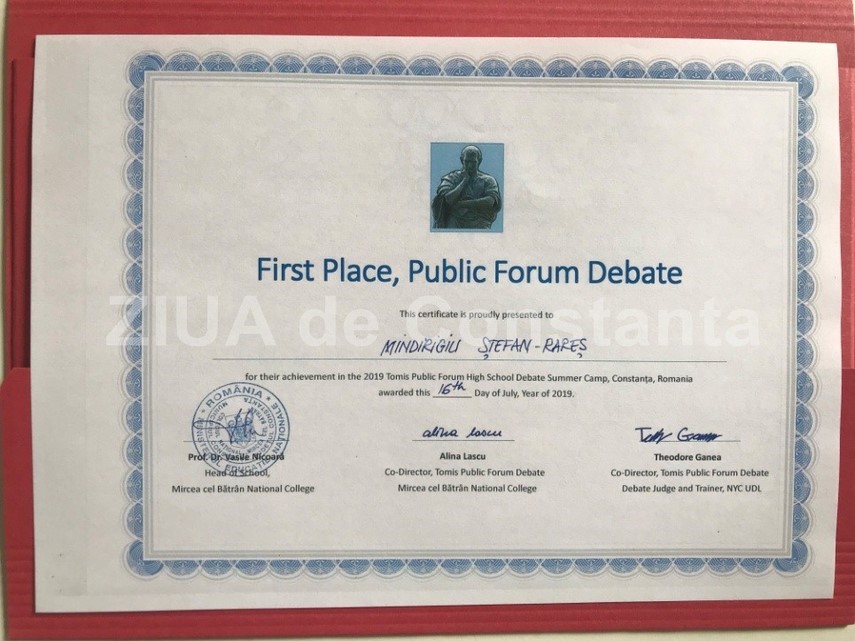 First Place, Public Forum Debate
This certificate is proudly presented to
ZIUA de Constanta
MINDIRIGILI ȘTEFAN-RAREȘ
for their achievement in the 2019 Tomis Public Forum High School Debate Summer Camp, Constanța, Romania
awarded this 16th Day of July, Year of 2019.
ROMÂNIA
alina lascu
Prof. Dr. Vasile Nicoară
Alina Lascu
Theodore Ganea
Head of School,
Co-Director, Tomis Public Forum Debate
Co-Director, Tomis Public Forum Debate
Mircea cel Bătrân National College
Mircea cel Bătrân National College
Debate Judge and Trainer, NYC UDL